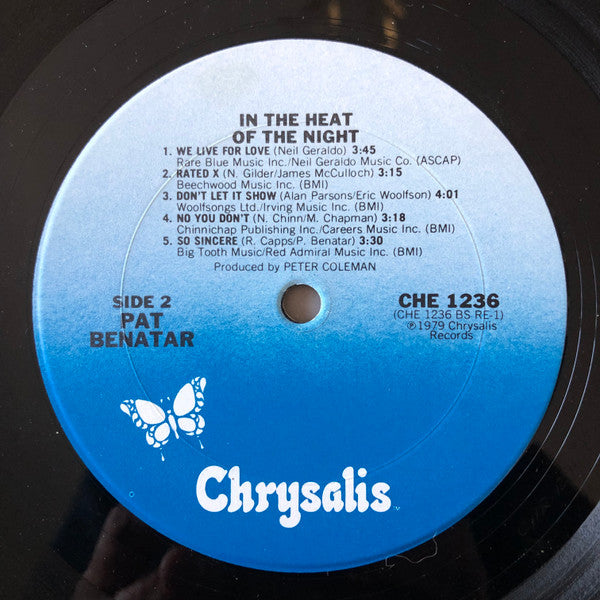 IN THE HEAT
OF THE NIGHT
1. WE LIVE FOR LOVE (Neil Geraldo) 3:45
Rare Blue Music Inc./Neil Geraldo Music Co. (ASCAP)
2. RATED X (N. Gilder/James McCulloch) 3:15
Beechwood Music Inc. (BMI)
3. DON'T LET IT SHOW (Alan Parsons/Eric Woolfson) 4:01
Woolfsongs Ltd./Irving Music Inc. (BMI)
4. NO YOU DON'T (N. Chinn/M. Chapman) 3:18
Chinnichap Publishing Inc./Careers Music Inc. (BMI)
5. SO SINCERE (R. Capps/P. Benatar) 3:30
Big Tooth Music/Red Admiral Music Inc. (BMI)
Produced by PETER COLEMAN
SIDE 2
PAT
BENATAR
CHE 1236
(CHE 1236 BS RE-1)
℗1979 Chrysalis
Records
Chrysalis